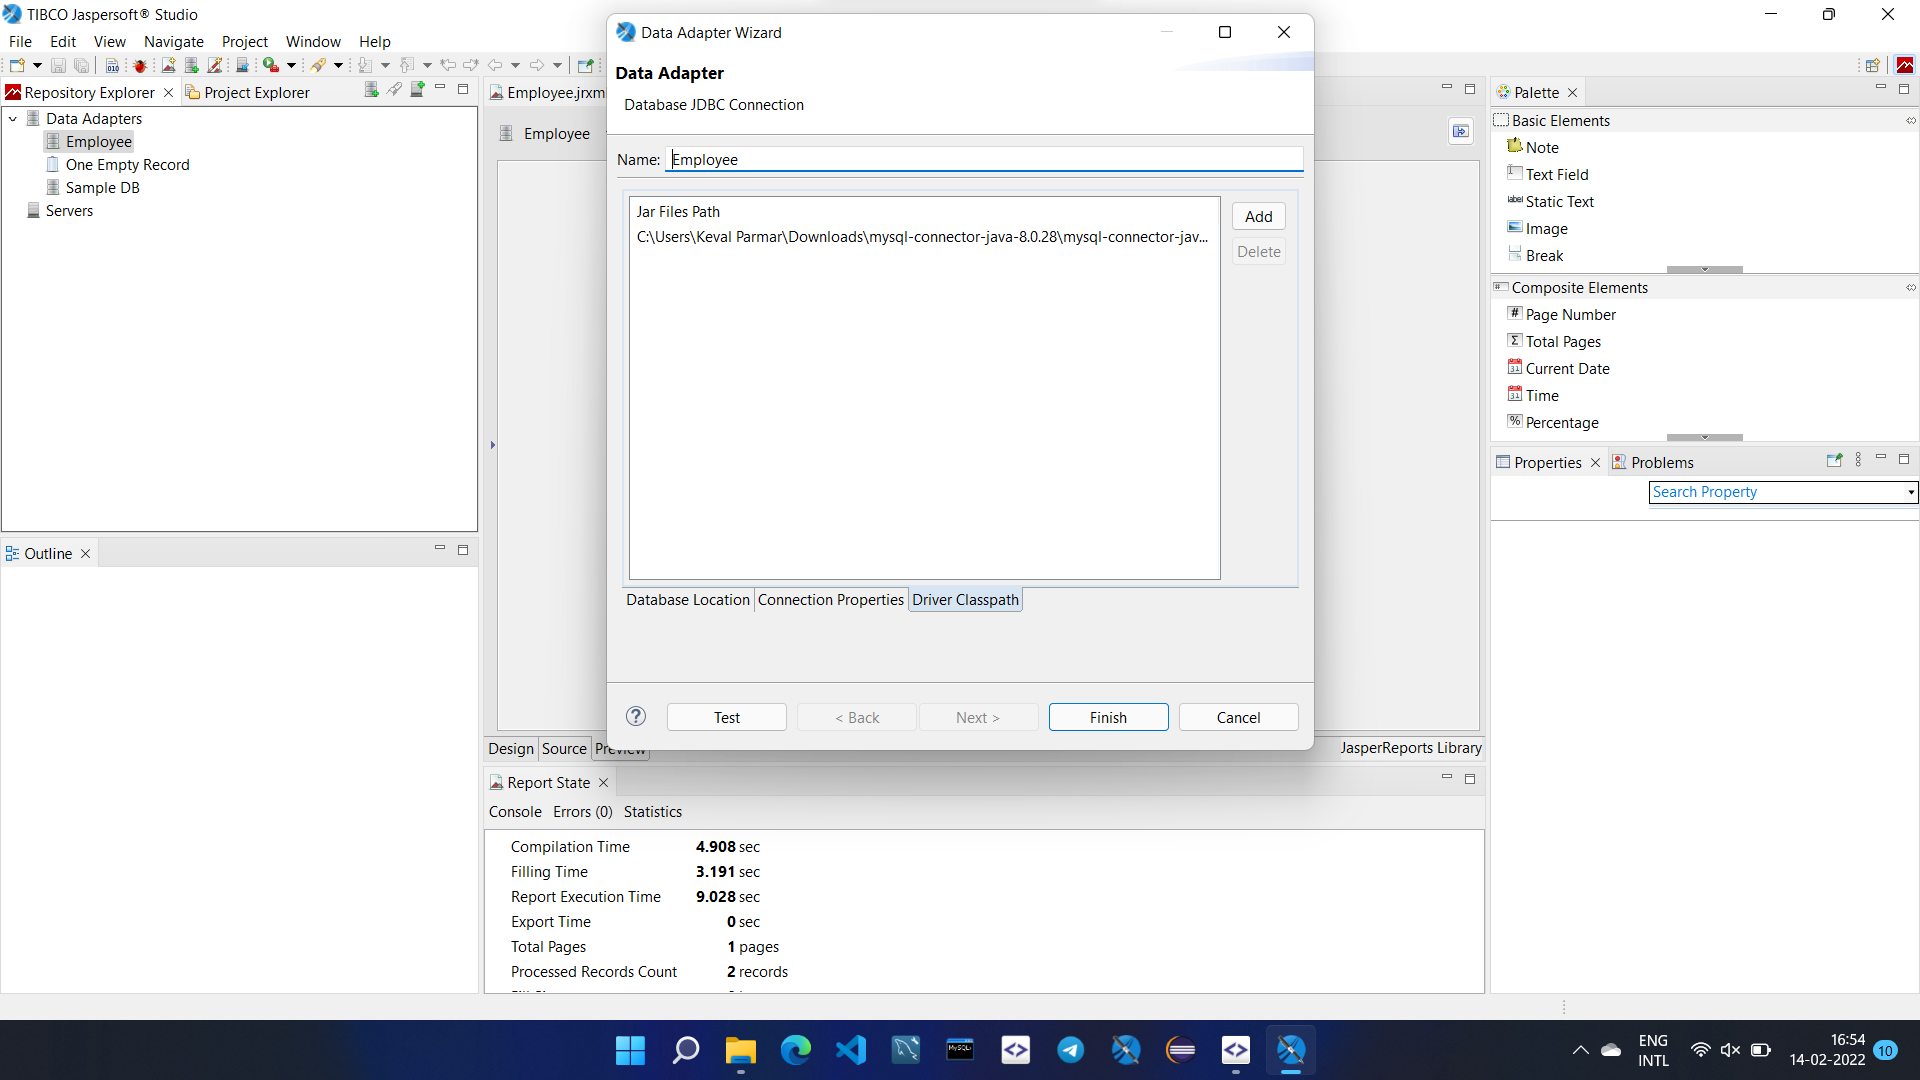 TIBCO Jaspersoft® Studio
File Edit View Navigate Project Window Help
Repository Explorer
Project Explorer
Data Adapters
Employee
One Empty Record
Sample DB
Servers
Outline
Employee.jrxm
Employee
Data Adapter Wizard
Data Adapter
Database JDBC Connection
Name: Employee
Jar Files Path
C:\Users\Keval Parmar\Downloads\mysql-connector-java-8.0.28\mysql-connector-jav...
Add
Delete
Database Location Connection Properties Driver Classpath
Test < Back Next > Finish Cancel
Design Source Preview
JasperReports Library
Report State
Console Errors (0) Statistics
Compilation Time 4.908 sec
Filling Time 3.191 sec
Report Execution Time 9.028 sec
Export Time 0 sec
Total Pages 1 pages
Processed Records Count 2 records
Palette
Basic Elements
Note
Text Field
label Static Text
Image
Break
Composite Elements
# Page Number
Σ Total Pages
31 Current Date
31 Time
% Percentage
Properties
Problems
Search Property
MySQL
ENG
INTL
16:54
14-02-2022
10